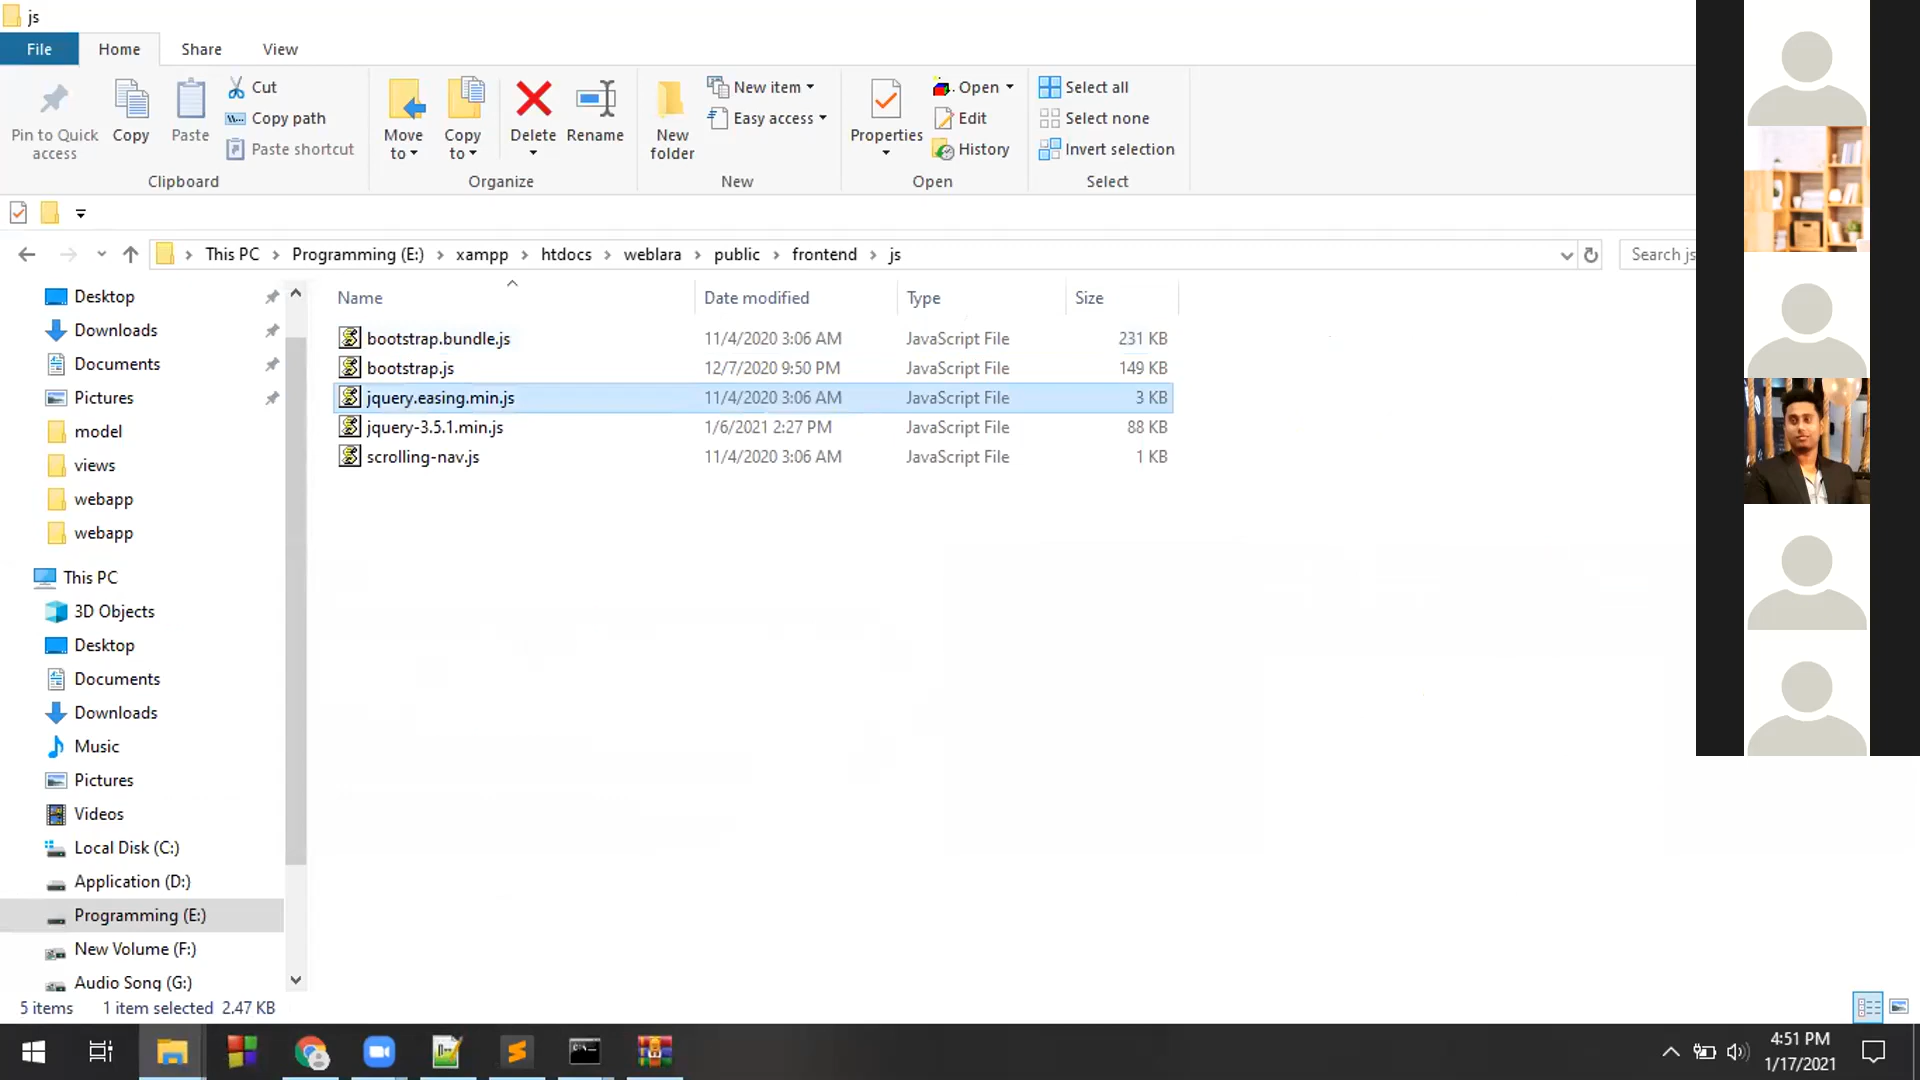 js
File Home Share View
Pin to Quick access
Copy
Paste
Cut
Copy path
Paste shortcut
Clipboard
Move to
Copy to
Delete
Rename
Organize
New folder
New item
Easy access
New
Properties
Open
Edit
History
Open
Select all
Select none
Invert selection
Select
This PC Programming (E:) xampp htdocs weblara public frontend js
Search js
Name Date modified Type Size
bootstrap.bundle.js 11/4/2020 3:06 AM JavaScript File 231 KB
bootstrap.js 12/7/2020 9:50 PM JavaScript File 149 KB
jquery.easing.min.js 11/4/2020 3:06 AM JavaScript File 3 KB
jquery-3.5.1.min.js 1/6/2021 2:27 PM JavaScript File 88 KB
scrolling-nav.js 11/4/2020 3:06 AM JavaScript File 1 KB
Desktop
Downloads
Documents
Pictures
model
views
webapp
webapp
This PC
3D Objects
Desktop
Documents
Downloads
Music
Pictures
Videos
Local Disk (C:)
Application (D:)
Programming (E:)
New Volume (F:)
Audio Song (G:)
5 items 1 item selected 2.47 KB
4:51 PM
1/17/2021